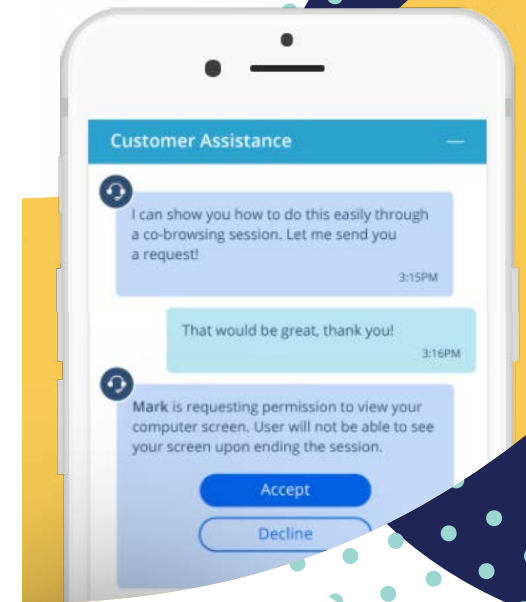 Customer Assistance
I can show you how to do this easily through
a co-browsing session. Let me send you
a request!
3:15PM
That would be great, thank you!
3:16PM
Mark is requesting permission to view your
computer screen. User will not be able to see
your screen upon ending the session.
Accept
Decline